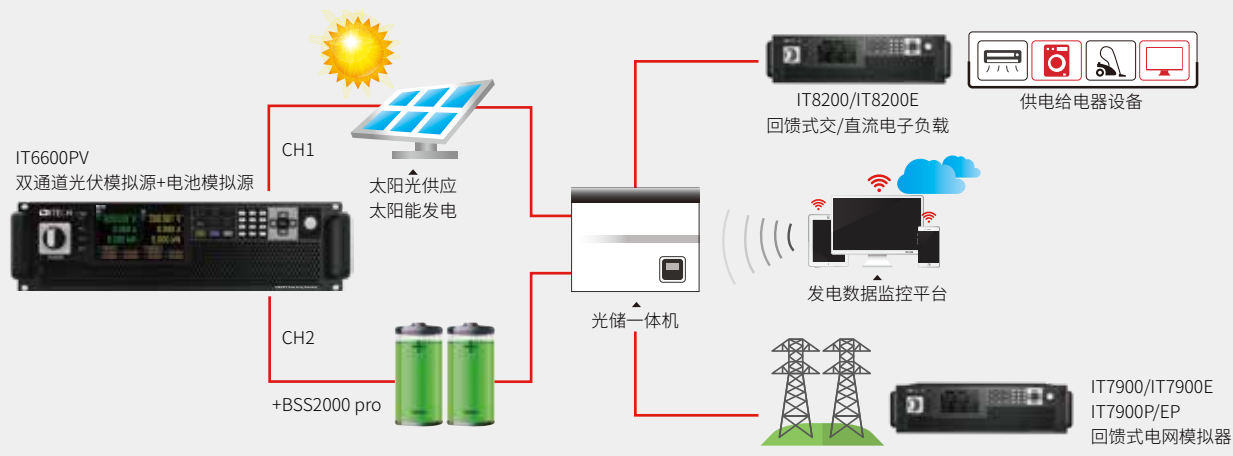 IT6600PV
双通道光伏模拟源+电池模拟源
ITECH
CH1
太阳光供应
太阳能发电
CH2
+BSS2000 pro
光储一体机
IT8200/IT8200E
回馈式交/直流电子负载
供电给电器设备
发电数据监控平台
IT7900/IT7900E
IT7900P/EP
回馈式电网模拟器